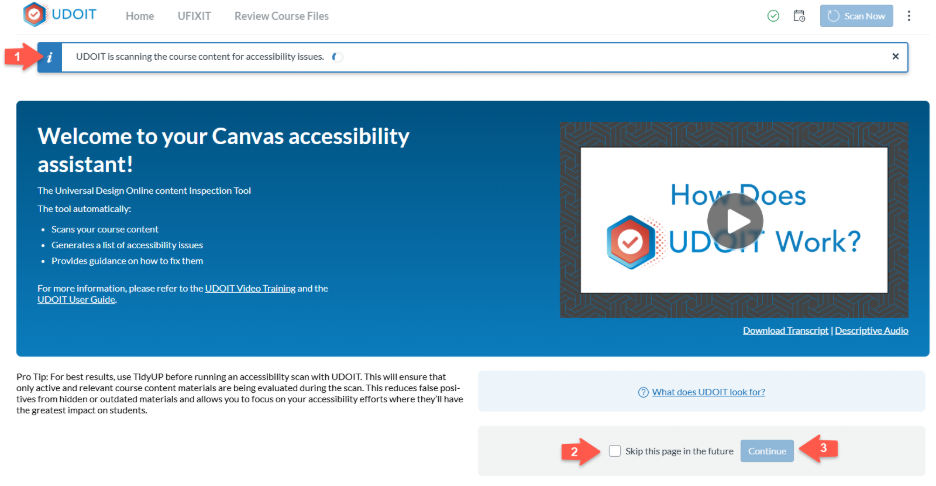 UDOIT Home UFIXIT Review Course Files Scan Now
1 i UDOIT is scanning the course content for accessibility issues. ×
Welcome to your Canvas accessibility
assistant!
The Universal Design Online content Inspection Tool
The tool automatically:
• Scans your course content
• Generates a list of accessibility issues
• Provides guidance on how to fix them
For more information, please refer to the UDOIT Video Training and the
UDOIT User Guide.
How Does
UDOIT Work?
Download Transcript | Descriptive Audio
Pro Tip: For best results, use TidyUP before running an accessibility scan with UDOIT. This will ensure that
only active and relevant course content materials are being evaluated during the scan. This reduces false posi-
tives from hidden or outdated materials and allows you to focus on your accessibility efforts where they'll have
the greatest impact on students.
? What does UDOIT look for?
2 Skip this page in the future Continue 3